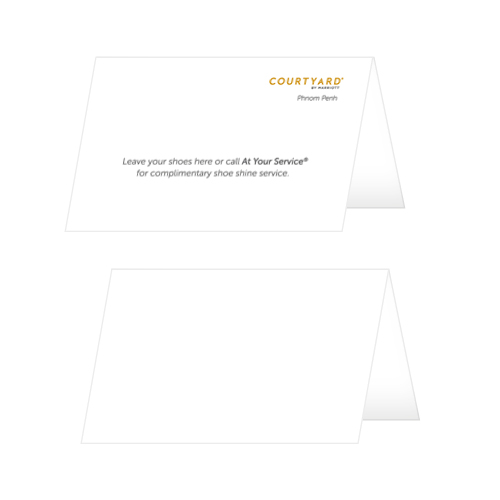 COURTYARD®
BY MARRIOTT
Phnom Penh
Leave your shoes here or call At Your Service®
for complimentary shoe shine service.